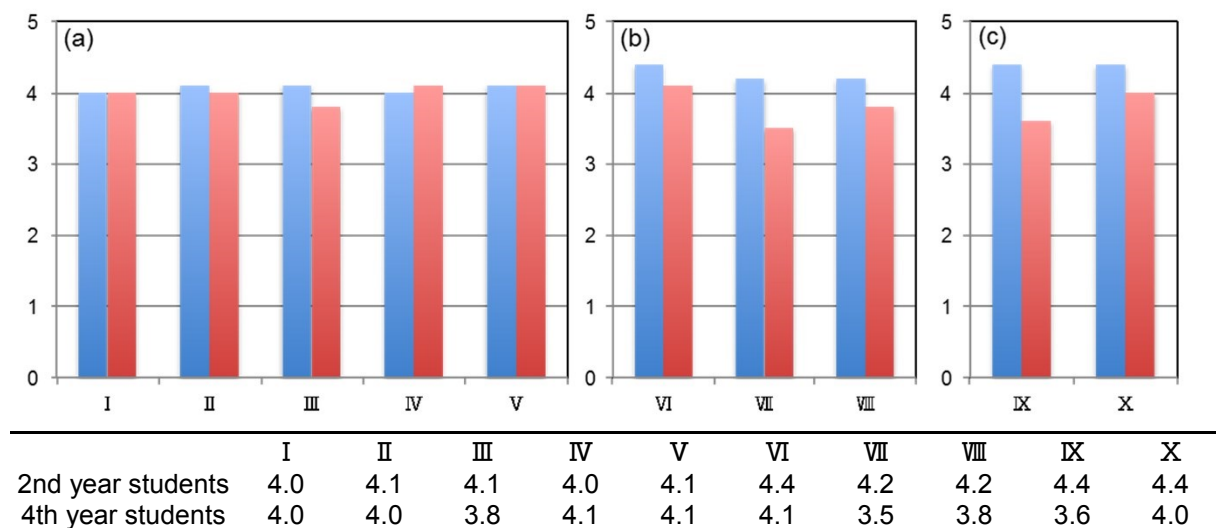 (a) (b) (c)
5 5 5
4 4 4
3 3 3
2 2 2
1 1 1
0 0 0
Ⅰ Ⅱ Ⅲ Ⅳ Ⅴ Ⅵ Ⅶ Ⅷ Ⅸ Ⅹ
Ⅰ Ⅱ Ⅲ Ⅳ Ⅴ Ⅵ Ⅶ Ⅷ Ⅸ Ⅹ
2nd year students 4.0 4.1 4.1 4.0 4.1 4.4 4.2 4.2 4.4 4.4
4th year students 4.0 4.0 3.8 4.1 4.1 4.1 3.5 3.8 3.6 4.0